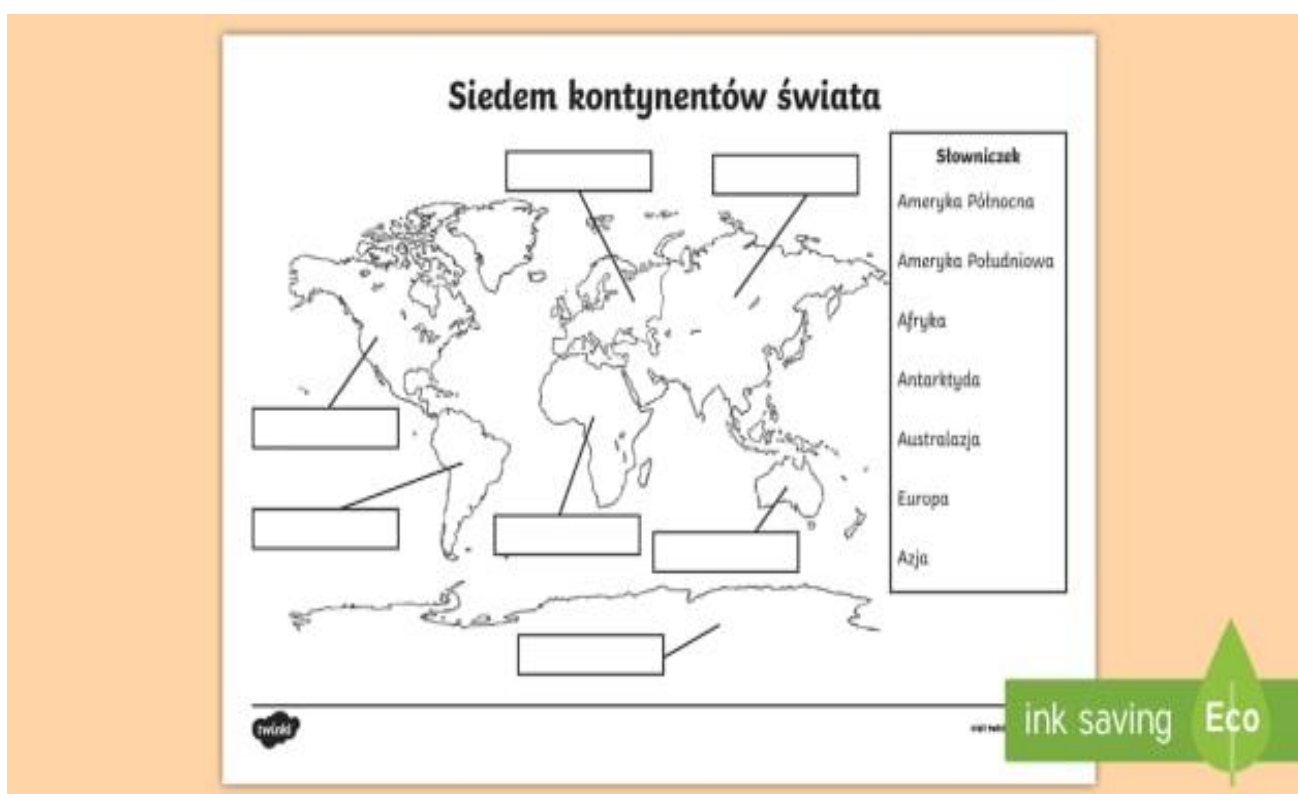 Siedem kontynentów świata
Słowniczek
Ameryka Północna
Ameryka Południowa
Afryka
Antarktyda
Australazja
Europa
Azja
twinkl
ink saving
Eco